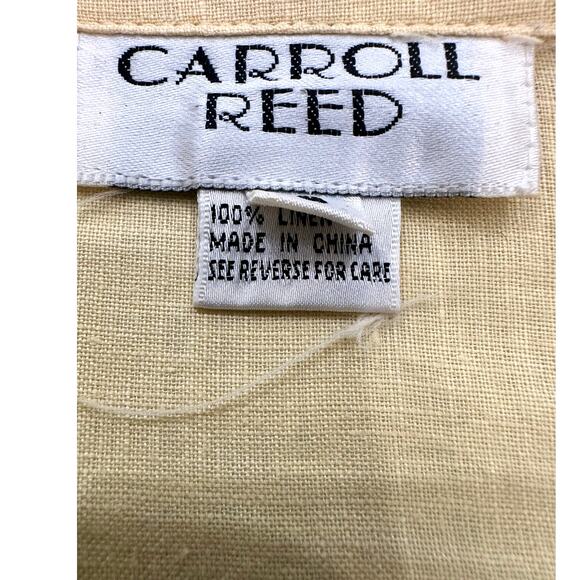 CARROLL
REED
100% LINEN
MADE IN CHINA
SEE REVERSE FOR CARE